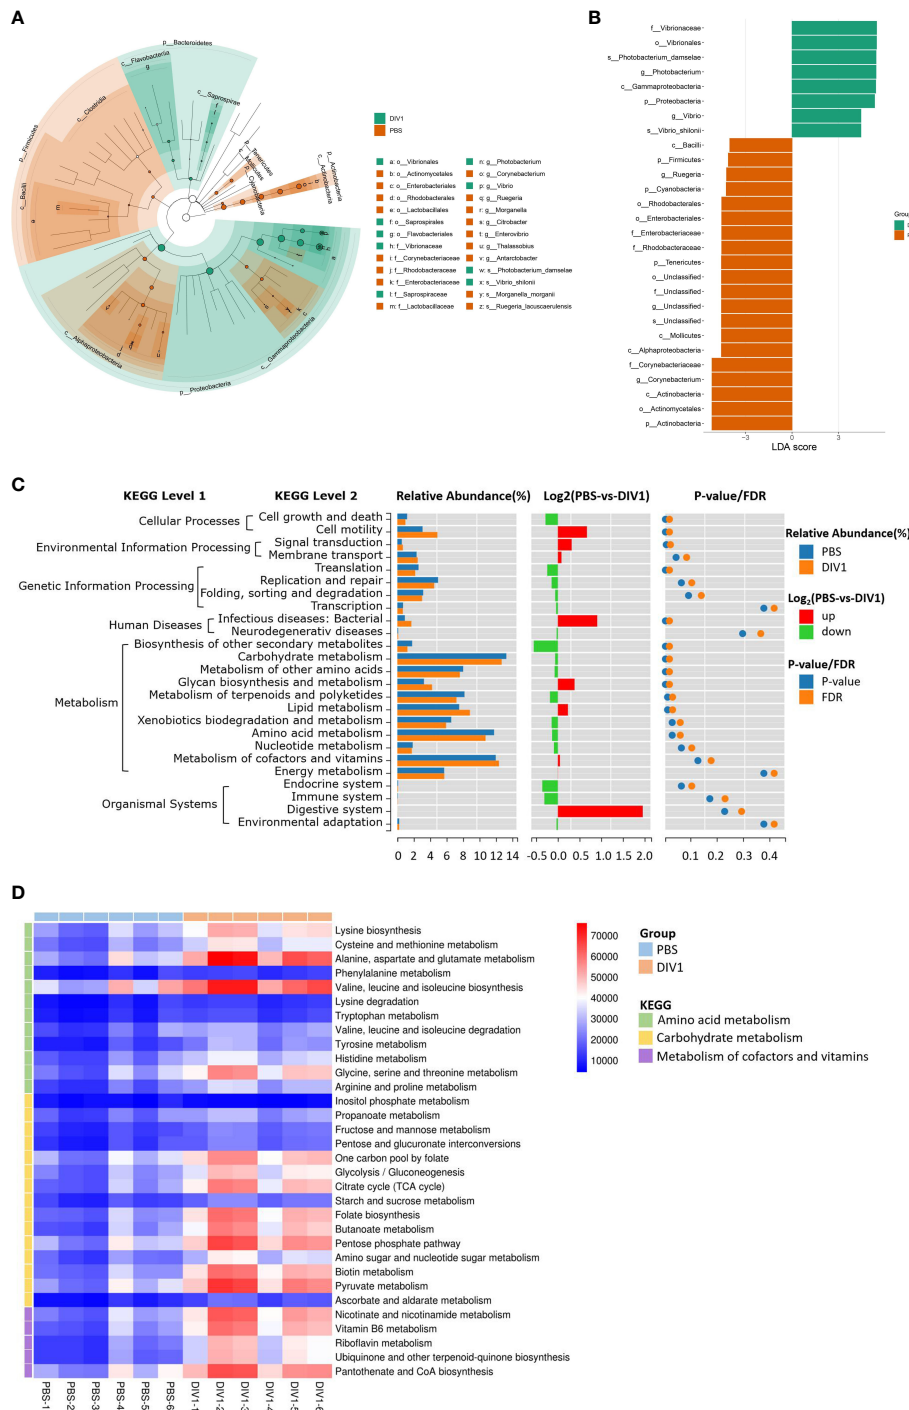 A
p__Bacteroidetes
c__Flavobacteriia
g
c__Saprospirae
f
l
c__Clostridia
p__Firmicutes
c__Bacilli
m
e
p__Tenericutes
c__Mollicutes
p__Cyanobacteria
c__Actinobacteria
p__Actinobacteria
b
i
c__Alphaproteobacteria
p__Proteobacteria
c__Gammaproteobacteria
k
c
a
DIV1
PBS
a: o__Vibrionales
b: o__Actinomycetales
c: o__Enterobacteriales
d: o__Rhodobacterales
e: o__Lactobacillales
f: o__Saprospirales
g: o__Flavobacteriales
h: f__Vibrionaceae
i: f__Corynebacteriaceae
j: f__Rhodobacteraceae
k: f__Enterobacteriaceae
l: f__Saprospiraceae
m: f__Lactobacillaceae
n: g__Photobacterium
o: g__Corynebacterium
p: g__Vibrio
q: g__Ruegeria
r: g__Morganella
s: g__Citrobacter
t: g__Enterovibrio
u: g__Thalassobius
v: g__Antarctobacter
w: s__Photobacterium_damselae
x: s__Vibrio_shilonii
y: s__Morganella_morganii
z: s__Ruegeria_lacuscaerulensis
B
f__Vibrionaceae
o__Vibrionales
s__Photobacterium_damselae
g__Photobacterium
c__Gammaproteobacteria
p__Proteobacteria
g__Vibrio
s__Vibrio_shilonii
c__Bacilli
p__Firmicutes
g__Ruegeria
p__Cyanobacteria
o__Rhodobacterales
o__Enterobacteriales
f__Enterobacteriaceae
f__Rhodobacteraceae
p__Tenericutes
o__Unclassified
f__Unclassified
g__Unclassified
s__Unclassified
c__Mollicutes
c__Alphaproteobacteria
f__Corynebacteriaceae
g__Corynebacterium
c__Actinobacteria
o__Actinomycetales
p__Actinobacteria
−3 0 3
LDA score
Grou
C
KEGG Level 1 KEGG Level 2 Relative Abundance(%) Log2(PBS-vs-DIV1) P-value/FDR
Cellular Processes
Cell growth and death
Cell motility
Environmental Information Processing
Signal transduction
Membrane transport
Genetic Information Processing
Treanslation
Replication and repair
Folding, sorting and degradation
Transcription
Human Diseases
Infectious diseases: Bacterial
Neurodegenerativ diseases
Metabolism
Biosynthesis of other secondary metabolites
Carbohydrate metabolism
Metabolism of other amino acids
Glycan biosynthesis and metabolism
Metabolism of terpenoids and polyketides
Lipid metabolism
Xenobiotics biodegradation and metabolism
Amino acid metabolism
Nucleotide metabolism
Metabolism of cofactors and vitamins
Energy metabolism
Organismal Systems
Endocrine system
Immune system
Digestive system
Environmental adaptation
0 2 4 6 8 10 12 14
-0.5 0.0 0.5 1.0 1.5 2.0
0.1 0.2 0.3 0.4
Relative Abundance(%)
PBS
DIV1
Log2(PBS-vs-DIV1)
up
down
P-value/FDR
P-value
FDR
D
Lysine biosynthesis
Cysteine and methionine metabolism
Alanine, aspartate and glutamate metabolism
Phenylalanine metabolism
Valine, leucine and isoleucine biosynthesis
Lysine degradation
Tryptophan metabolism
Valine, leucine and isoleucine degradation
Tyrosine metabolism
Histidine metabolism
Glycine, serine and threonine metabolism
Arginine and proline metabolism
Inositol phosphate metabolism
Propanoate metabolism
Fructose and mannose metabolism
Pentose and glucuronate interconversions
One carbon pool by folate
Glycolysis / Gluconeogenesis
Citrate cycle (TCA cycle)
Starch and sucrose metabolism
Folate biosynthesis
Butanoate metabolism
Pentose phosphate pathway
Amino sugar and nucleotide sugar metabolism
Biotin metabolism
Pyruvate metabolism
Ascorbate and aldarate metabolism
Nicotinate and nicotinamide metabolism
Vitamin B6 metabolism
Riboflavin metabolism
Ubiquinone and other terpenoid-quinone biosynthesis
Pantothenate and CoA biosynthesis
PBS-1 PBS-2 PBS-3 PBS-4 PBS-5 PBS-6 DIV1-1 DIV1-2 DIV1-3 DIV1-4 DIV1-5 DIV1-6
70000
60000
50000
40000
30000
20000
10000
Group
PBS
DIV1
KEGG
Amino acid metabolism
Carbohydrate metabolism
Metabolism of cofactors and vitamins